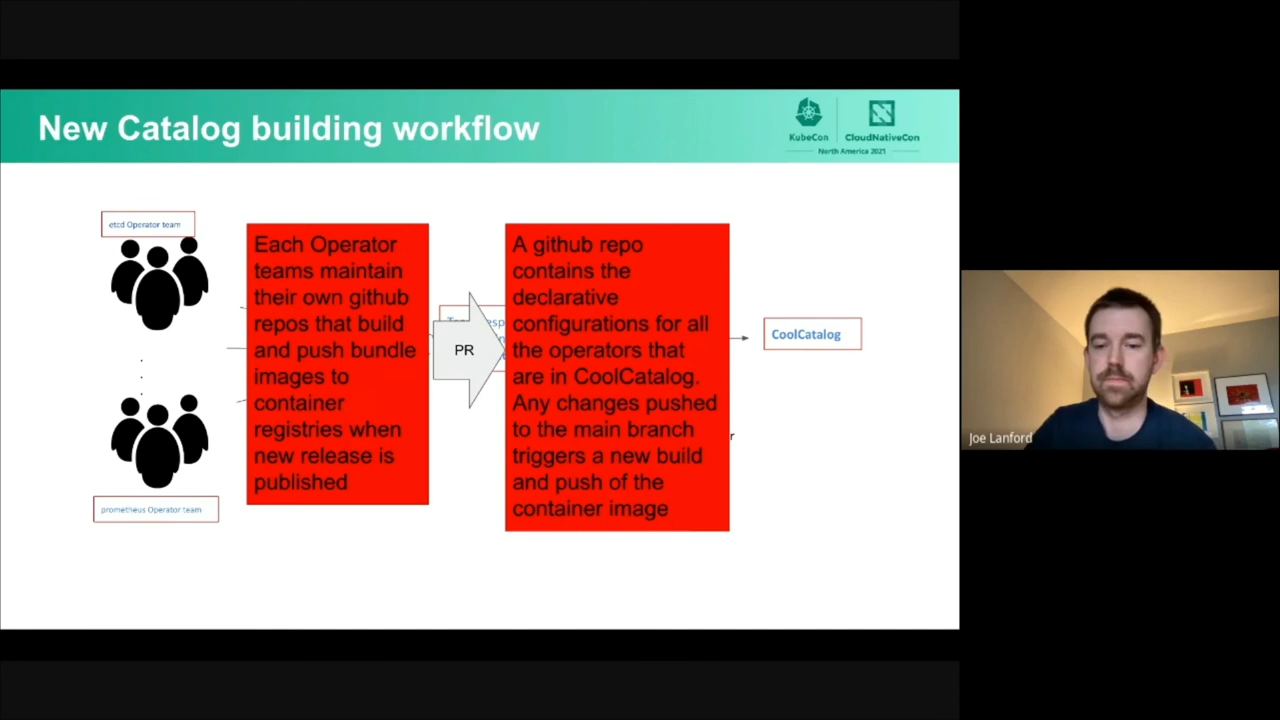 New Catalog building workflow
KubeCon
CloudNativeCon
North America 2021
etcd Operator team
Each Operator
teams maintain
their own github
repos that build
and push bundle
images to
container
registries when
new release is
published
PR
A github repo
contains the
declarative
configurations for all
the operators that
are in CoolCatalog.
Any changes pushed
to the main branch
triggers a new build
and push of the
container image
CoolCatalog
prometheus Operator team
Joe Lanford